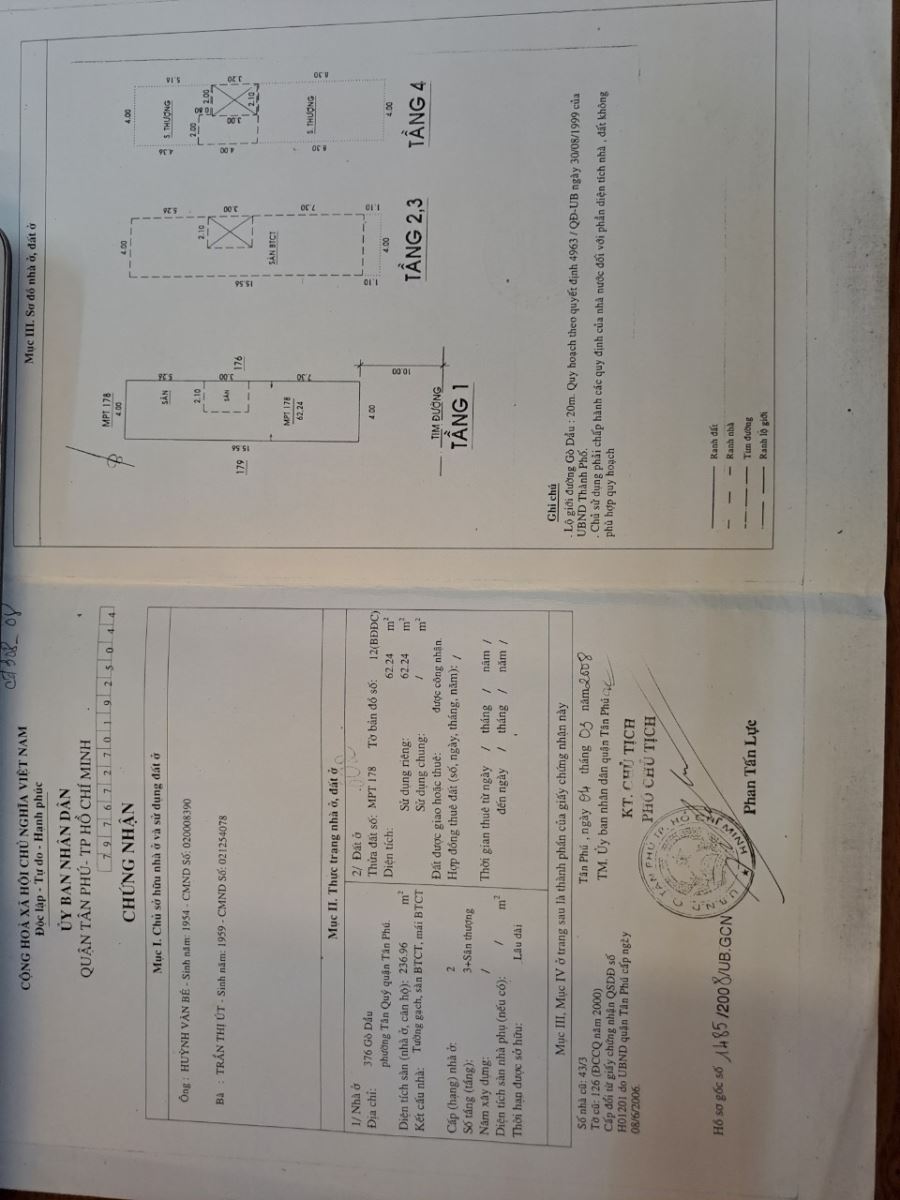 CỘNG HOÀ XÃ HỘI CHỦ NGHĨA VIỆT NAM
Độc lập - Tự do - Hạnh phúc
ỦY BAN NHÂN DÂN
QUẬN TÂN PHÚ- TP HỒ CHÍ MINH
7 9 7 6 7 2 7 0 1 9 2 5 0 4 4
CHỨNG NHẬN
Mục I. Chủ sở hữu nhà ở và sử dụng đất ở
Ông : HUỲNH VĂN BÉ - Sinh năm: 1954 - CMND Số: 020008390
Bà : TRẦN THỊ ÚT - Sinh năm: 1959 - CMND Số: 021254078
Mục II. Thực trạng nhà ở, đất ở
1/ Nhà ở
Địa chỉ: 376 Gò Dầu
phường Tân Quý quận Tân Phú
Diện tích sàn (nhà ở, căn hộ): 236.96 m²
Kết cấu nhà: Tường gạch, sàn BTCT, mái BTCT
Cấp (hạng) nhà ở: 2
Số tầng (tầng): 3+Sân thượng
Năm xây dựng: /
Diện tích sàn nhà phụ (nếu có): / m²
Thời hạn được sở hữu: Lâu dài
2/ Đất ở
Thửa đất số: MPT 178 Tờ bản đồ số: 12(BĐĐC)
Diện tích: 62.24 m²
Sử dụng riêng: 62.24 m²
Sử dụng chung: / m²
Đất được giao hoặc thuê: được công nhận.
Hợp đồng thuê đất (số, ngày, tháng, năm): /
Thời gian thuê từ ngày / tháng / năm /
đến ngày / tháng / năm /
Mục III, Mục IV ở trang sau là thành phần của giấy chứng nhận này
Số nhà cũ: 43/3
Tờ cũ: 126 (ĐCCQ năm 2000)
Cấp đổi từ giấy chứng nhận QSDĐ số
H01201 do UBND quận Tân Phú cấp ngày
08/6/2006.
Tân Phú , ngày 04 tháng 03 năm 2008
TM. Ủy ban nhân dân quận Tân Phú
KT. CHỦ TỊCH
PHÓ CHỦ TỊCH
U.B.N.D Q TÂN PHÚ T.P. HỒ CHÍ MINH
Phan Tấn Lực
Hồ sơ gốc số 1485/2008/UB.GCN
Mục III. Sơ đồ nhà ở, đất ở
MPT 178
4.00
179
15.56
SÂN
5.26
2.10
SÂN
3.00
176
MPT 178
62.24
7.30
4.00
10.00
TIM ĐƯỜNG
TẦNG 1
4.00
5.26
2.10
3.00
15.56
SÀN BTCT
7.30
1.10
1.10
4.00
TẦNG 2,3
4.00
5.16
4.36
S. THƯỢNG
2.00
2.00
3.20
4.00
3.00
2.10
S. THƯỢNG
8.30
8.30
4.00
TẦNG 4
Ghi chú
. Lộ giới đường Gò Dầu : 20m. Quy hoạch theo quyết định 4963 / QĐ-UB ngày 30/08/1999 của
UBND Thành Phố.
. Chủ sử dụng phải chấp hành các quy định của nhà nước đối với phần diện tích nhà , đất không
phù hợp quy hoạch
Ranh đất
Ranh nhà
Tim đường
Ranh lộ giới